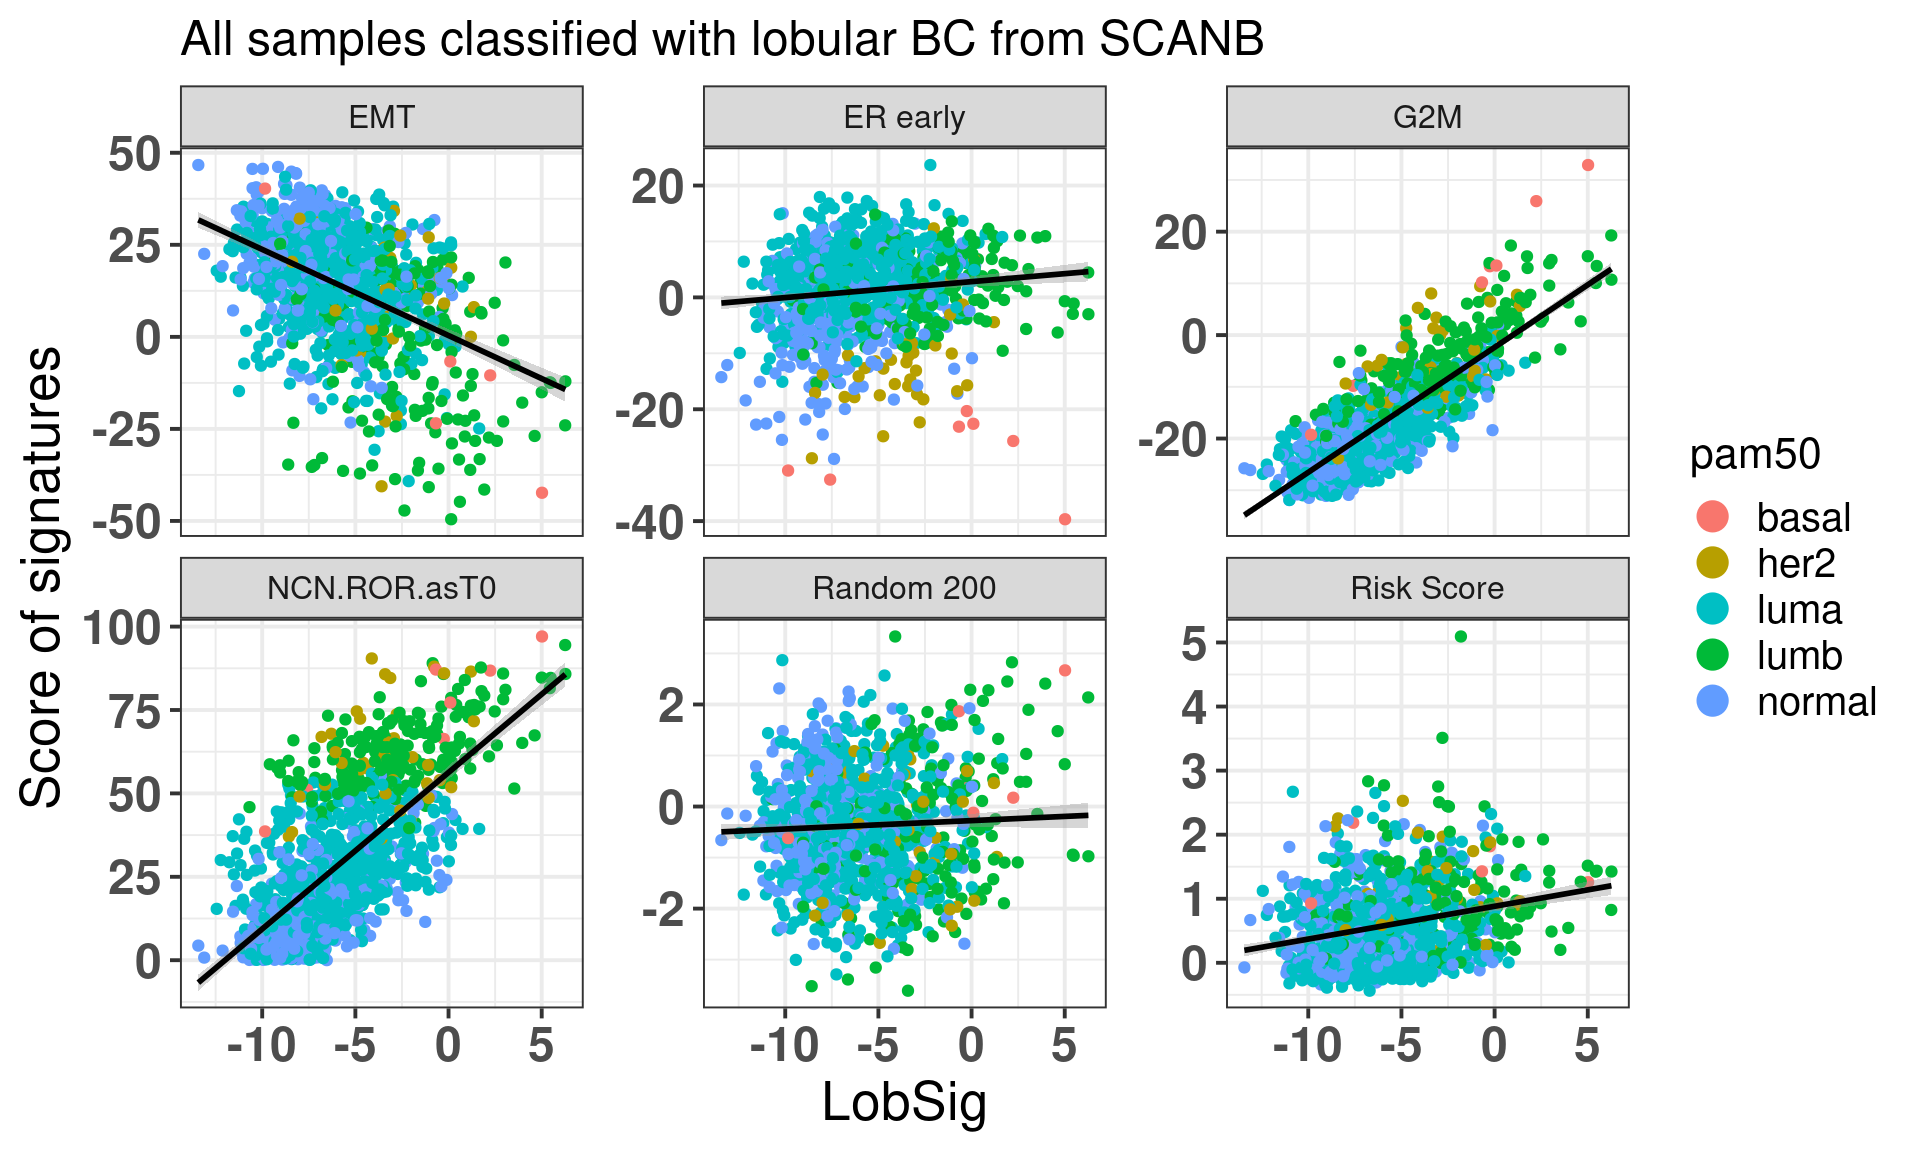 All samples classified with lobular BC from SCANB
EMT
ER early
G2M
50
25
0
-25
-50
20
0
-20
-40
20
0
-20
NCN.ROR.asT0
Random 200
Risk Score
100
75
50
25
0
2
0
-2
5
4
3
2
1
0
-10 -5 0 5
-10 -5 0 5
-10 -5 0 5
LobSig
Score of signatures
pam50
basal
her2
luma
lumb
normal